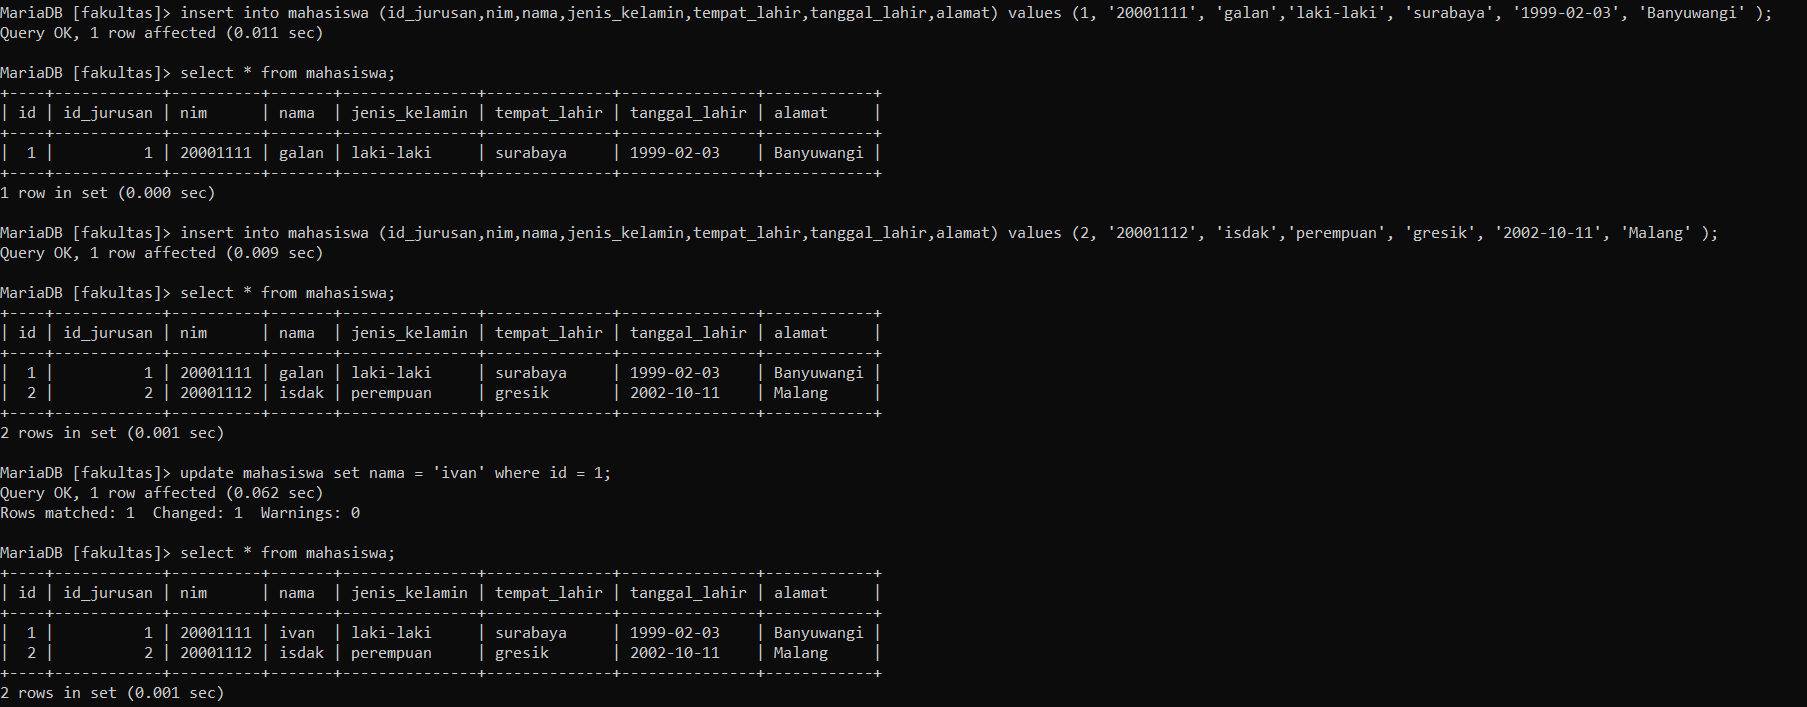 MariaDB [fakultas]> insert into mahasiswa (id_jurusan,nim,nama,jenis_kelamin,tempat_lahir,tanggal_lahir,alamat) values (1, '20001111', 'galan','laki-laki', 'surabaya', '1999-02-03', 'Banyuwangi' );
Query OK, 1 row affected (0.011 sec)

MariaDB [fakultas]> select * from mahasiswa;
+----+------------+----------+-------+---------------+--------------+---------------+------------+
| id | id_jurusan | nim      | nama  | jenis_kelamin | tempat_lahir | tanggal_lahir | alamat     |
+----+------------+----------+-------+---------------+--------------+---------------+------------+
|  1 |          1 | 20001111 | galan | laki-laki     | surabaya     | 1999-02-03    | Banyuwangi |
+----+------------+----------+-------+---------------+--------------+---------------+------------+
1 row in set (0.000 sec)

MariaDB [fakultas]> insert into mahasiswa (id_jurusan,nim,nama,jenis_kelamin,tempat_lahir,tanggal_lahir,alamat) values (2, '20001112', 'isdak','perempuan', 'gresik', '2002-10-11', 'Malang' );
Query OK, 1 row affected (0.009 sec)

MariaDB [fakultas]> select * from mahasiswa;
+----+------------+----------+-------+---------------+--------------+---------------+------------+
| id | id_jurusan | nim      | nama  | jenis_kelamin | tempat_lahir | tanggal_lahir | alamat     |
+----+------------+----------+-------+---------------+--------------+---------------+------------+
|  1 |          1 | 20001111 | galan | laki-laki     | surabaya     | 1999-02-03    | Banyuwangi |
|  2 |          2 | 20001112 | isdak | perempuan     | gresik       | 2002-10-11    | Malang     |
+----+------------+----------+-------+---------------+--------------+---------------+------------+
2 rows in set (0.001 sec)

MariaDB [fakultas]> update mahasiswa set nama = 'ivan' where id = 1;
Query OK, 1 row affected (0.062 sec)
Rows matched: 1  Changed: 1  Warnings: 0

MariaDB [fakultas]> select * from mahasiswa;
+----+------------+----------+-------+---------------+--------------+---------------+------------+
| id | id_jurusan | nim      | nama  | jenis_kelamin | tempat_lahir | tanggal_lahir | alamat     |
+----+------------+----------+-------+---------------+--------------+---------------+------------+
|  1 |          1 | 20001111 | ivan  | laki-laki     | surabaya     | 1999-02-03    | Banyuwangi |
|  2 |          2 | 20001112 | isdak | perempuan     | gresik       | 2002-10-11    | Malang     |
+----+------------+----------+-------+---------------+--------------+---------------+------------+
2 rows in set (0.001 sec)